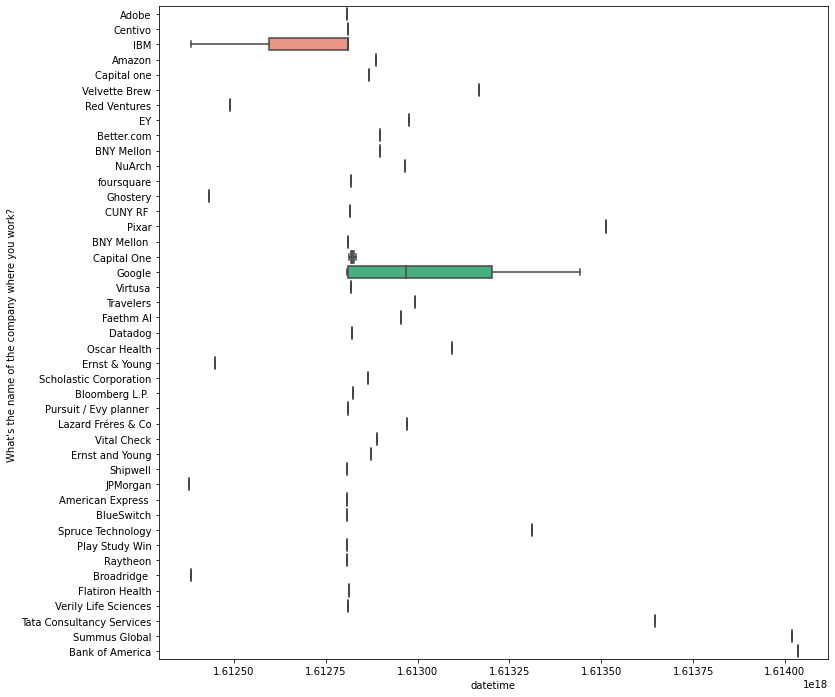 Adobe
Centivo
IBM
Amazon
Capital one
Velvette Brew
Red Ventures
EY
Better.com
BNY Mellon
NuArch
foursquare
Ghostery
CUNY RF
Pixar
BNY Mellon
Capital One
Google
Virtusa
Travelers
Faethm AI
Datadog
Oscar Health
Ernst & Young
Scholastic Corporation
Bloomberg L.P.
Pursuit / Evy planner
Lazard Fréres & Co
Vital Check
Ernst and Young
Shipwell
JPMorgan
American Express
BlueSwitch
Spruce Technology
Play Study Win
Raytheon
Broadridge
Flatiron Health
Verily Life Sciences
Tata Consultancy Services
Summus Global
Bank of America
What's the name of the company where you work?
1.61250 1.61275 1.61300 1.61325 1.61350 1.61375 1.61400
datetime
1e18